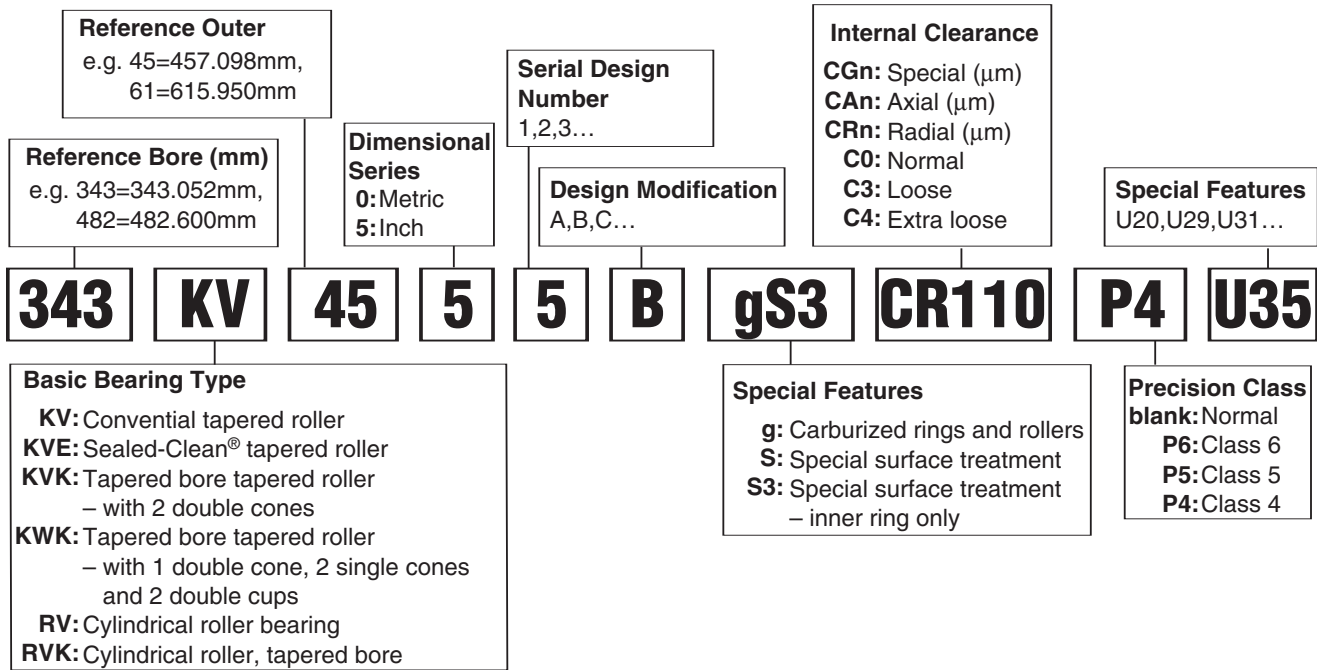 Reference Outer
e.g. 45=457.098mm,
61=615.950mm
Reference Bore (mm)
e.g. 343=343.052mm,
482=482.600mm
Dimensional
Series
0:Metric
5:Inch
Serial Design
Number
1,2,3…
Design Modification
A,B,C…
Internal Clearance
CGn: Special (µm)
CAn: Axial (µm)
CRn: Radial (µm)
C0: Normal
C3: Loose
C4: Extra loose
Special Features
U20,U29,U31…
343 KV 45 5 5 B gS3 CR110 P4 U35
Basic Bearing Type
KV: Convential tapered roller
KVE: Sealed-Clean® tapered roller
KVK: Tapered bore tapered roller
– with 2 double cones
KWK: Tapered bore tapered roller
– with 1 double cone, 2 single cones
and 2 double cups
RV: Cylindrical roller bearing
RVK: Cylindrical roller, tapered bore
Special Features
g: Carburized rings and rollers
S: Special surface treatment
S3: Special surface treatment
– inner ring only
Precision Class
blank: Normal
P6: Class 6
P5: Class 5
P4: Class 4